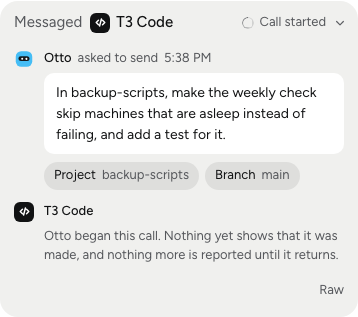 Messaged T3 Code Call started
Otto asked to send 5:38 PM
In backup-scripts, make the weekly check
skip machines that are asleep instead of
failing, and add a test for it.
Project backup-scripts Branch main
T3 Code
Otto began this call. Nothing yet shows that it was
made, and nothing more is reported until it returns.
Raw